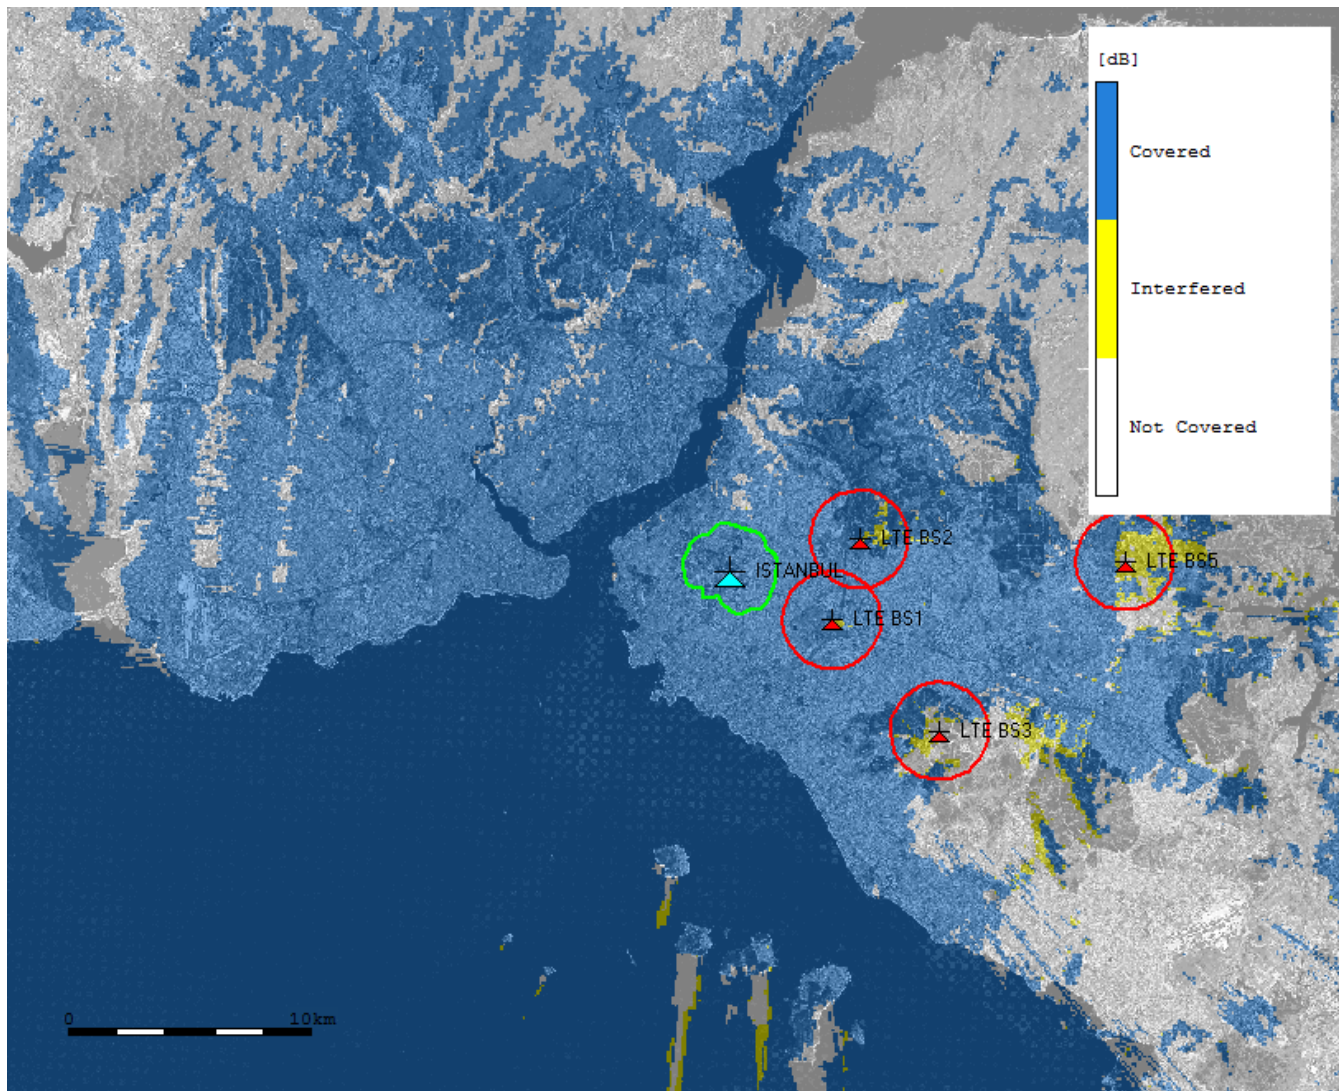 [dB]
Covered
Interfered
Not Covered
LTE BS2
LTE BS5
ISTANBUL
LTE BS1
LTE BS3
0 10km